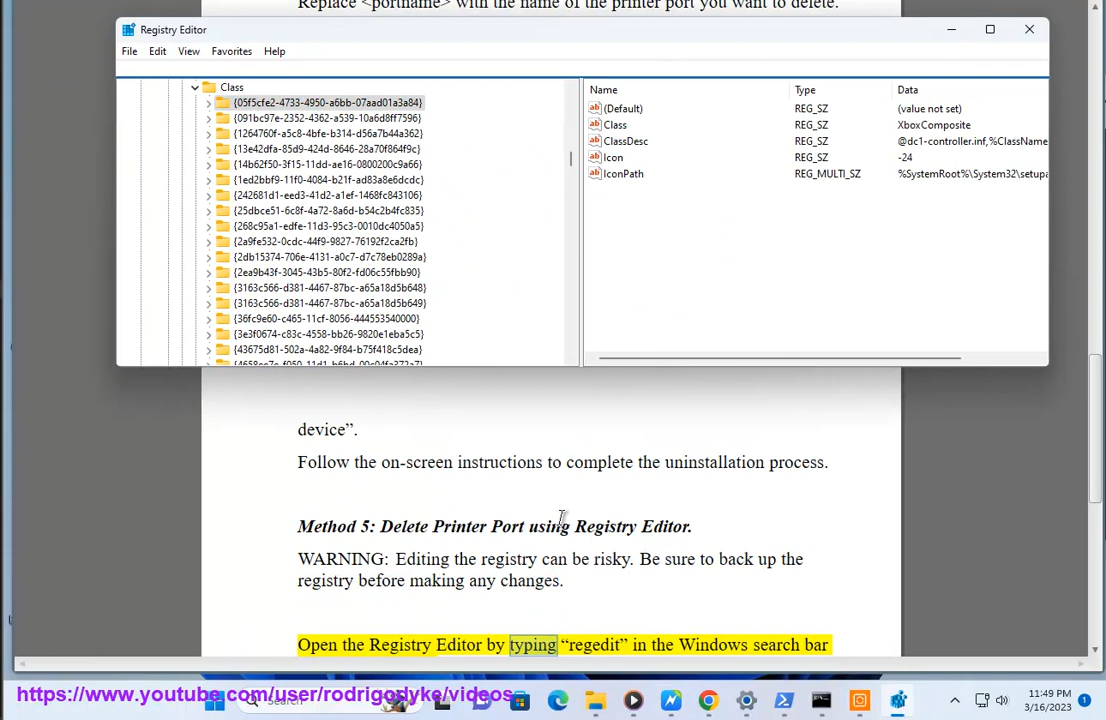 Replace <portname> with the name of the printer port you want to delete.
Registry Editor
File Edit View Favorites Help
Class
{05f5cfe2-4733-4950-a6bb-07aad01a3a84}
{091bc97e-2352-4362-a539-10a6d8ff7596}
{1264760f-a5c8-4bfe-b314-d56a7b44a362}
{13e42dfa-85d9-424d-8646-28a70f864f9c}
{14b62f50-3f15-11dd-ae16-0800200c9a66}
{1ed2bbf9-11f0-4084-b21f-ad83a8e6dcdc}
{242681d1-eed3-41d2-a1ef-1468fc843106}
{25dbce51-6c8f-4a72-8a6d-b54c2b4fc835}
{268c95a1-edfe-11d3-95c3-0010dc4050a5}
{2a9fe532-0cdc-44f9-9827-76192f2ca2fb}
{2db15374-706e-4131-a0c7-d7c78eb0289a}
{2ea9b43f-3045-43b5-80f2-fd06c55fbb90}
{3163c566-d381-4467-87bc-a65a18d5b648}
{3163c566-d381-4467-87bc-a65a18d5b649}
{36fc9e60-c465-11cf-8056-444553540000}
{3e3f0674-c83c-4558-bb26-9820e1eba5c5}
{43675d81-502a-4a82-9f84-b75f418c5dea}
Name Type Data
(Default) REG_SZ (value not set)
Class REG_SZ XboxComposite
ClassDesc REG_SZ @dc1-controller.inf,%ClassName
Icon REG_SZ -24
IconPath REG_MULTI_SZ %SystemRoot%\System32\setupa
device”.
Follow the on-screen instructions to complete the uninstallation process.
Method 5: Delete Printer Port using Registry Editor.
WARNING: Editing the registry can be risky. Be sure to back up the
registry before making any changes.
Open the Registry Editor by typing “regedit” in the Windows search bar
https://www.youtube.com/user/rodrigodyke/videos
Search
11:49 PM
3/16/2023
1